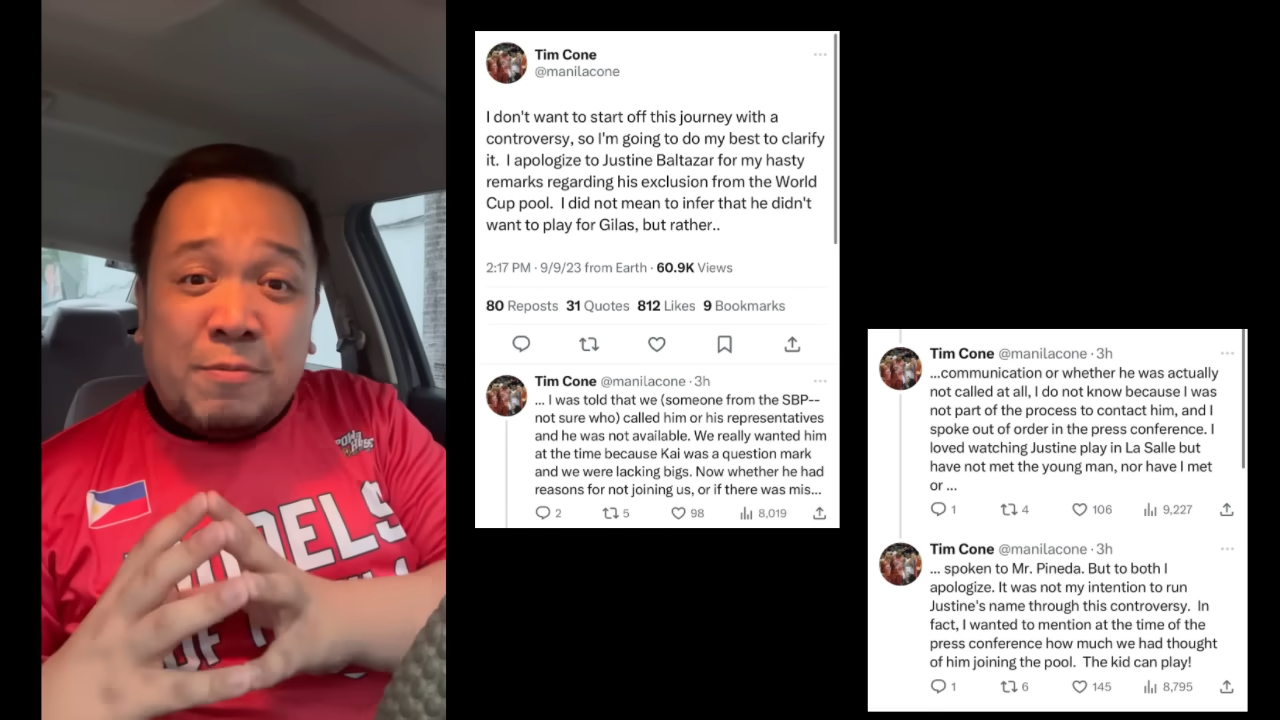 Tim Cone
@manilacone
I don't want to start off this journey with a
controversy, so I'm going to do my best to clarify
it. I apologize to Justine Baltazar for my hasty
remarks regarding his exclusion from the World
Cup pool. I did not mean to infer that he didn't
want to play for Gilas, but rather..
2:17 PM · 9/9/23 from Earth · 60.9K Views
80 Reposts 31 Quotes 812 Likes 9 Bookmarks
Tim Cone @manilacone · 3h
... I was told that we (someone from the SBP--
not sure who) called him or his representatives
and he was not available. We really wanted him
at the time because Kai was a question mark
and we were lacking bigs. Now whether he had
reasons for not joining us, or if there was mis...
2 5 98 8,019
Tim Cone @manilacone · 3h
...communication or whether he was actually
not called at all, I do not know because I was
not part of the process to contact him, and I
spoke out of order in the press conference. I
loved watching Justine play in La Salle but
have not met the young man, nor have I met
or ...
1 4 106 9,227
Tim Cone @manilacone · 3h
... spoken to Mr. Pineda. But to both I
apologize. It was not my intention to run
Justine's name through this controversy. In
fact, I wanted to mention at the time of the
press conference how much we had thought
of him joining the pool. The kid can play!
1 6 145 8,795
OF